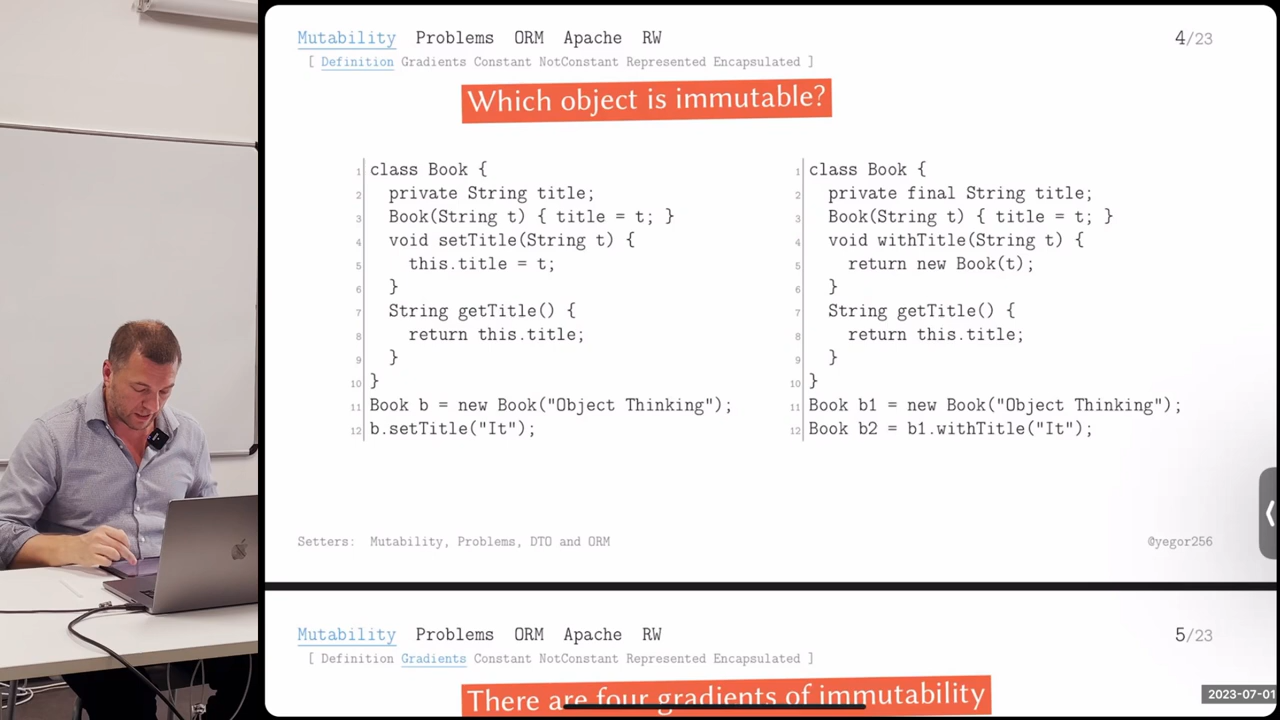 Mutability Problems ORM Apache RW 4/23
[ Definition Gradients Constant NotConstant Represented Encapsulated ]
Which object is immutable?
1 class Book {
2 private String title;
3 Book(String t) { title = t; }
4 void setTitle(String t) {
5 this.title = t;
6 }
7 String getTitle() {
8 return this.title;
9 }
10 }
11 Book b = new Book("Object Thinking");
12 b.setTitle("It");
1 class Book {
2 private final String title;
3 Book(String t) { title = t; }
4 void withTitle(String t) {
5 return new Book(t);
6 }
7 String getTitle() {
8 return this.title;
9 }
10 }
11 Book b1 = new Book("Object Thinking");
12 Book b2 = b1.withTitle("It");
Setters: Mutability, Problems, DTO and ORM @yegor256
Mutability Problems ORM Apache RW 5/23
[ Definition Gradients Constant NotConstant Represented Encapsulated ]
There are four gradients of immutability
2023-07-01